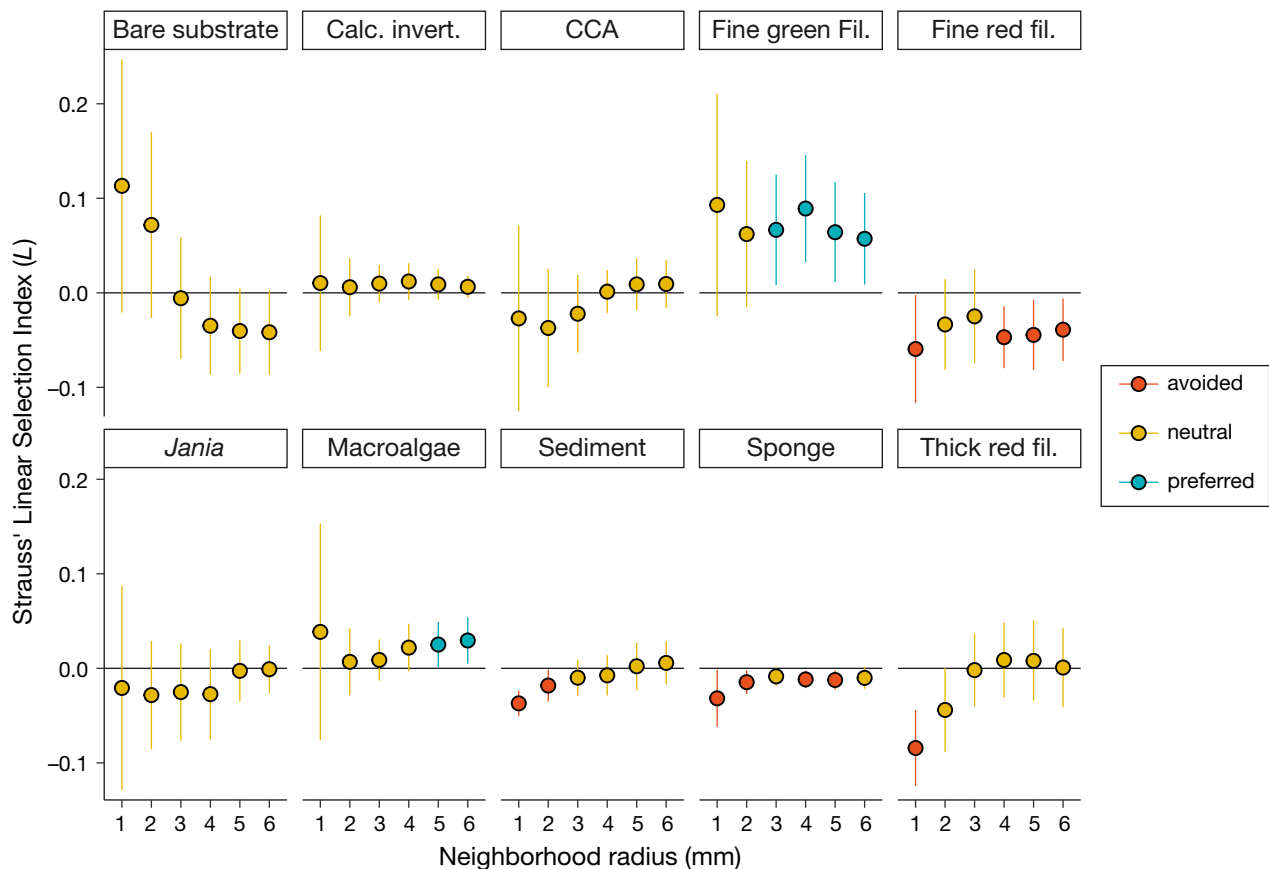 Bare substrate Calc. invert. CCA Fine green Fil. Fine red fil.
0.2
0.1
0.0
−0.1
Jania Macroalgae Sediment Sponge Thick red fil.
0.2
0.1
0.0
−0.1
1 2 3 4 5 6 1 2 3 4 5 6 1 2 3 4 5 6 1 2 3 4 5 6 1 2 3 4 5 6
Neighborhood radius (mm)
Strauss' Linear Selection Index (L)
avoided
neutral
preferred